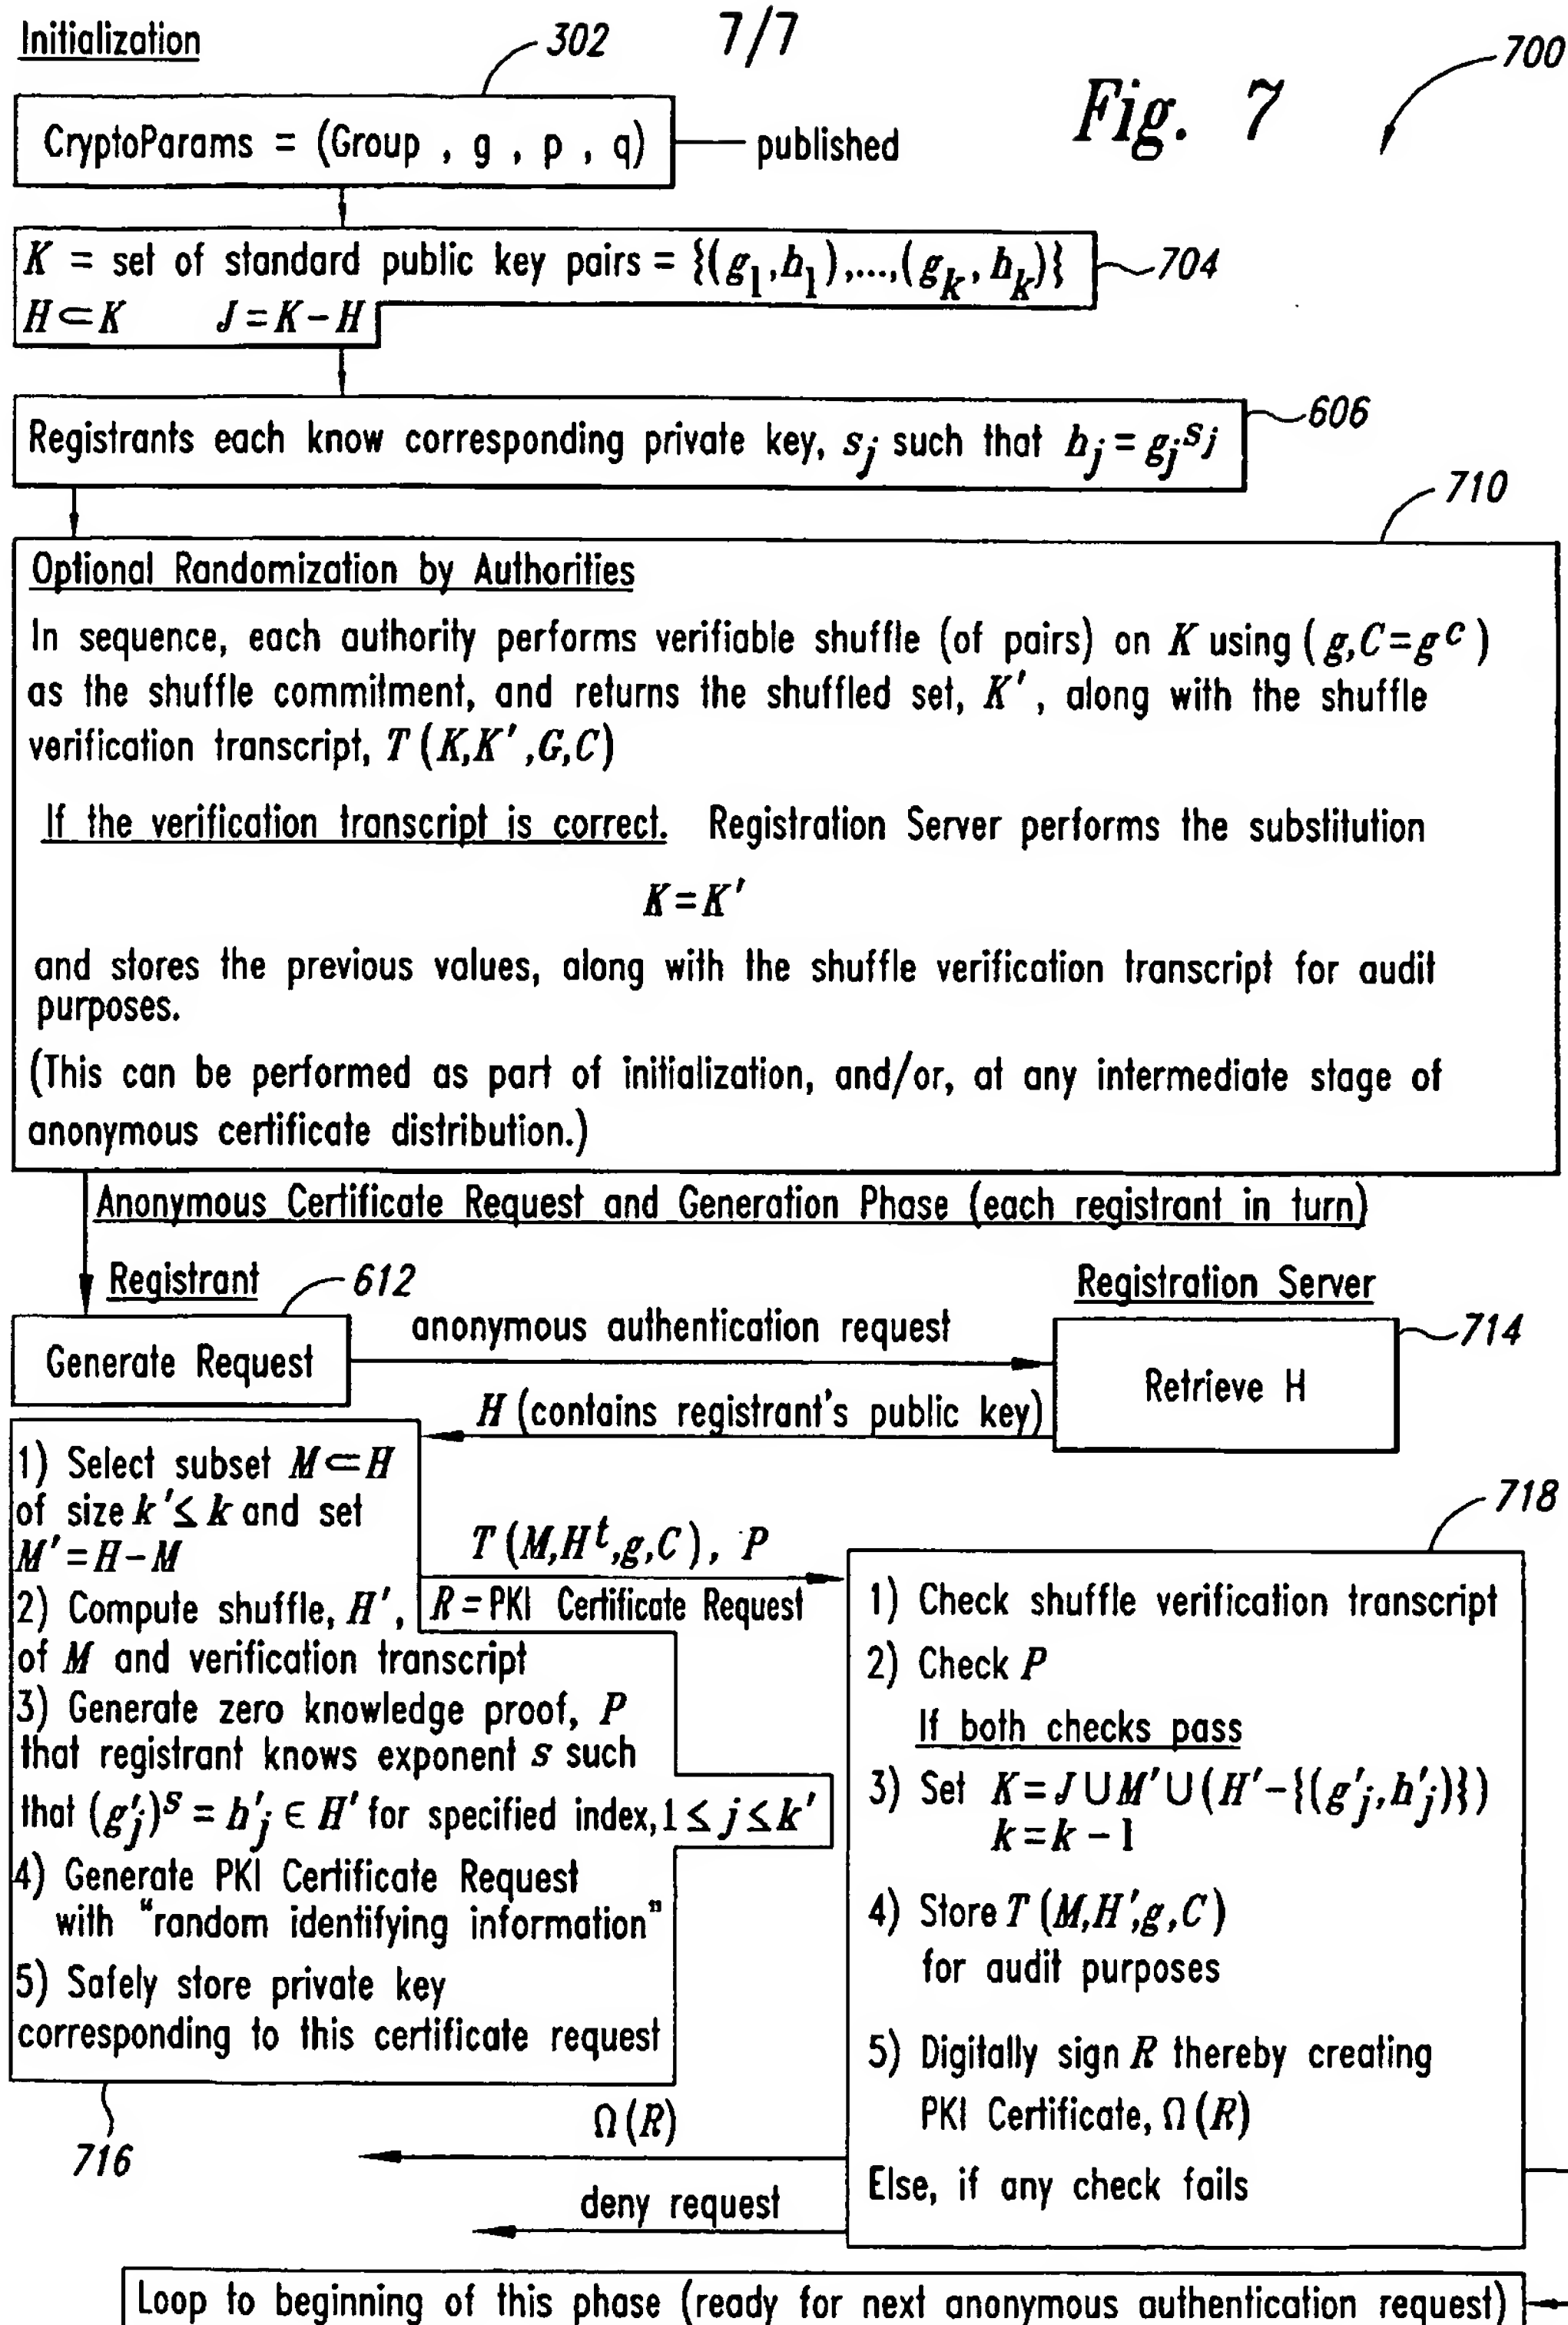 Initialization
302
7/7
700
Fig. 7
CryptoParams = (Group , g , p , q)
published
K = set of standard public key pairs = {(g₁,h₁),...,(gₖ, hₖ)}
H⊂K J=K-H
704
Registrants each know corresponding private key, sⱼ such that hⱼ = gⱼ^sⱼ
606
710
Optional Randomization by Authorities
In sequence, each authority performs verifiable shuffle (of pairs) on K using (g,C=g^c)
as the shuffle commitment, and returns the shuffled set, K', along with the shuffle
verification transcript, T(K,K',G,C)
If the verification transcript is correct. Registration Server performs the substitution
K=K'
and stores the previous values, along with the shuffle verification transcript for audit
purposes.
(This can be performed as part of initialization, and/or, at any intermediate stage of
anonymous certificate distribution.)
Anonymous Certificate Request and Generation Phase (each registrant in turn)
Registrant
612
Registration Server
Generate Request
anonymous authentication request
714
Retrieve H
H (contains registrant's public key)
1) Select subset M⊂H
of size k'≤ k and set
M'=H-M
2) Compute shuffle, H',
of M and verification transcript
3) Generate zero knowledge proof, P
that registrant knows exponent s such
that (g'ⱼ)^s = h'ⱼ ∈ H' for specified index, 1 ≤ j ≤ k'
4) Generate PKI Certificate Request
with "random identifying information"
5) Safely store private key
corresponding to this certificate request
716
T(M,H^t,g,C), P
R = PKI Certificate Request
718
1) Check shuffle verification transcript
2) Check P
If both checks pass
3) Set K=J∪M'∪(H'-{(g'ⱼ,h'ⱼ)})
k=k-1
4) Store T(M,H',g,C)
for audit purposes
5) Digitally sign R thereby creating
PKI Certificate, Ω(R)
Else, if any check fails
Ω(R)
deny request
Loop to beginning of this phase (ready for next anonymous authentication request)